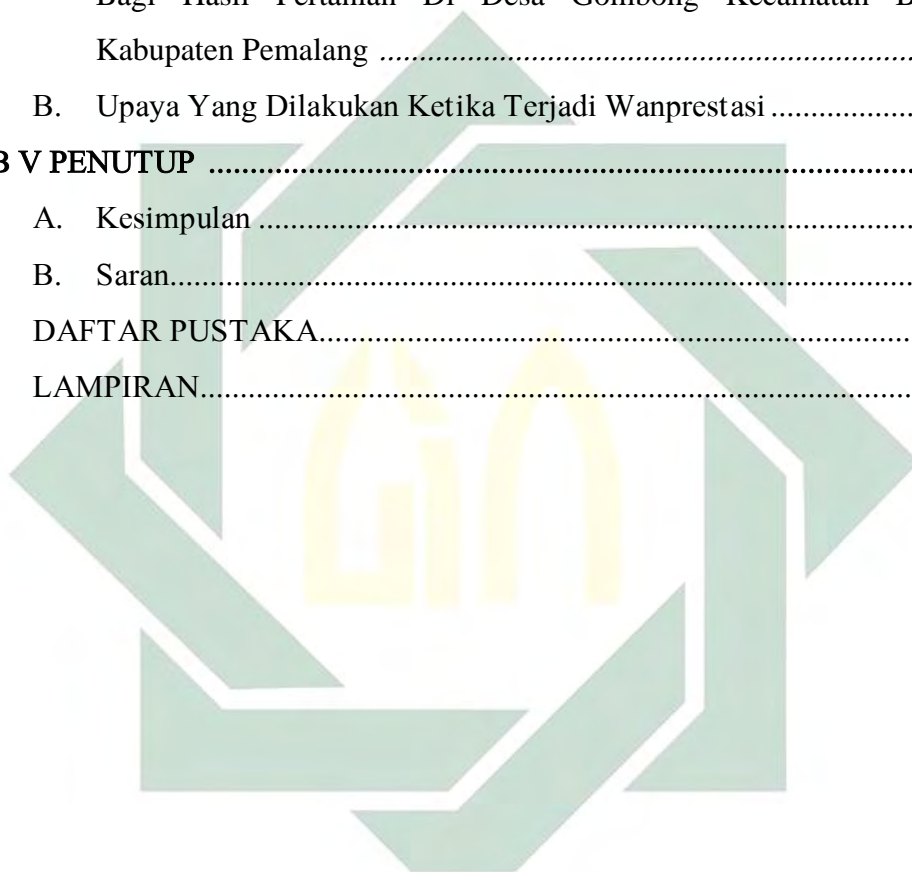 Bagi Hasil Pertanian Di Desa Gombong Kecamatan
Kabupaten Pemalang ....................................................................
B. Upaya Yang Dilakukan Ketika Terjadi Wanprestasi ..................
V PENUTUP ..........................................................................................
A. Kesimpulan ...................................................................................
B. Saran..............................................................................................
DAFTAR PUSTAKA...........................................................................
LAMPIRAN..........................................................................................